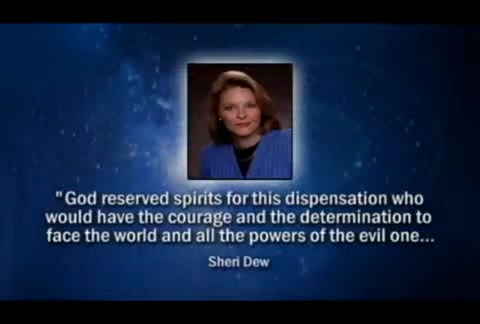 "God reserved spirits for this dispensation who
would have the courage and the determination to
face the world and all the powers of the evil one...
Sheri Dew